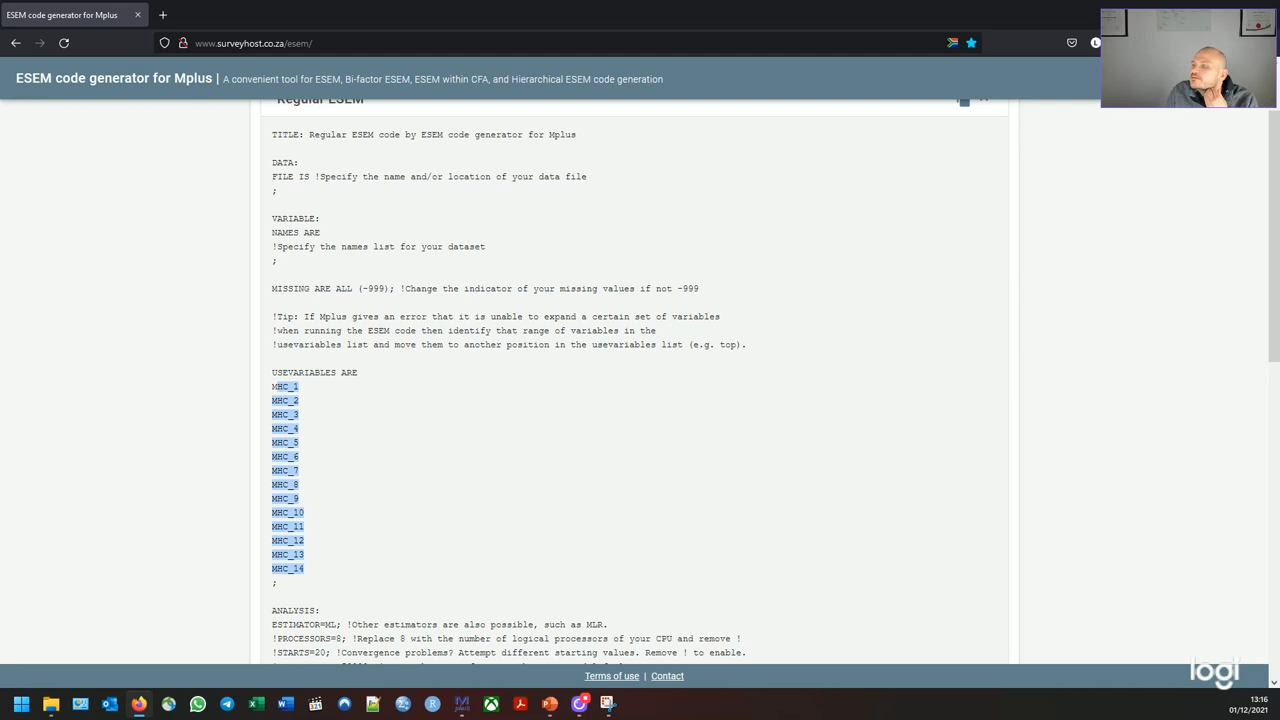 ESEM code generator for Mplus
www.surveyhost.co.za/esem/
ESEM code generator for Mplus | A convenient tool for ESEM, Bi-factor ESEM, ESEM within CFA, and Hierarchical ESEM code generation
Regular ESEM
TITLE: Regular ESEM code by ESEM code generator for Mplus
DATA:
FILE IS !Specify the name and/or location of your data file
;
VARIABLE:
NAMES ARE
!Specify the names list for your dataset
;
MISSING ARE ALL (-999); !Change the indicator of your missing values if not -999
!Tip: If Mplus gives an error that it is unable to expand a certain set of variables
!when running the ESEM code then identify that range of variables in the
!usevariables list and move them to another position in the usevariables list (e.g. top).
USEVARIABLES ARE
MHC_1
MHC_2
MHC_3
MHC_4
MHC_5
MHC_6
MHC_7
MHC_8
MHC_9
MHC_10
MHC_11
MHC_12
MHC_13
MHC_14
;
ANALYSIS:
ESTIMATOR=ML; !Other estimators are also possible, such as MLR.
!PROCESSORS=8; !Replace 8 with the number of logical processors of your CPU and remove !
!STARTS=20; !Convergence problems? Attempt different starting values. Remove ! to enable.
Terms of use | Contact
logi
13:16
01/12/2021